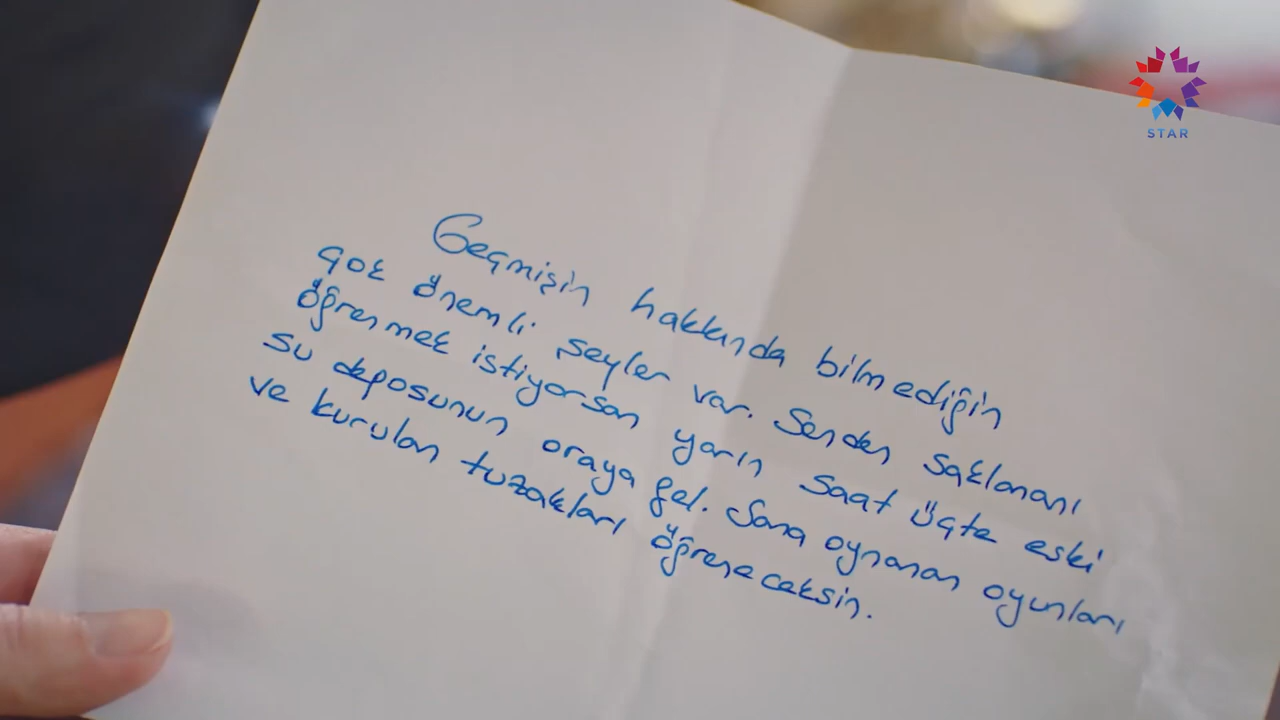 STAR
Geçmişin hakkında bilmediğin
çok önemli şeyler var. Senden saklananı
öğrenmek istiyorsan yarın saat üçte eski
su deposunun oraya gel. Sana oynanan oyunları
ve kurulan tuzakları öğreneceksin.